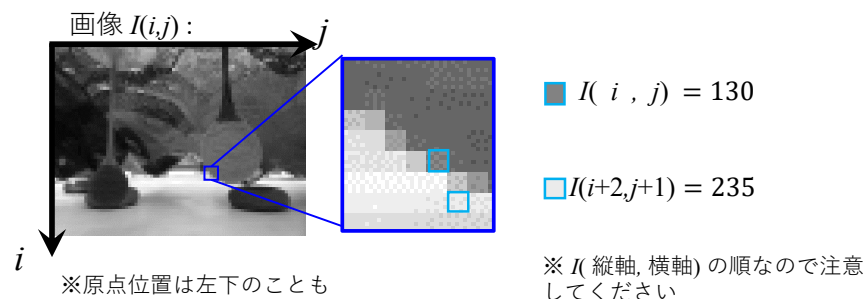 画像 I(i,j) :
j
I( i , j) = 130
I(i+2,j+1) = 235
i
※原点位置は左下のことも
※ I( 縦軸, 横軸) の順なので注意
してください